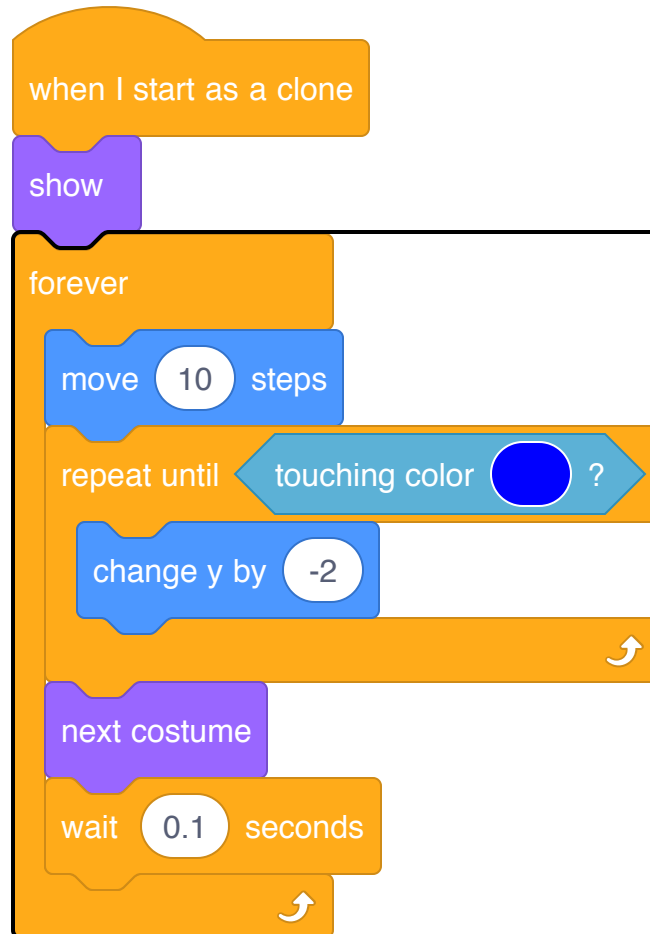 when I start as a clone
show
forever
move 10 steps
repeat until touching color ?
change y by -2
next costume
wait 0.1 seconds